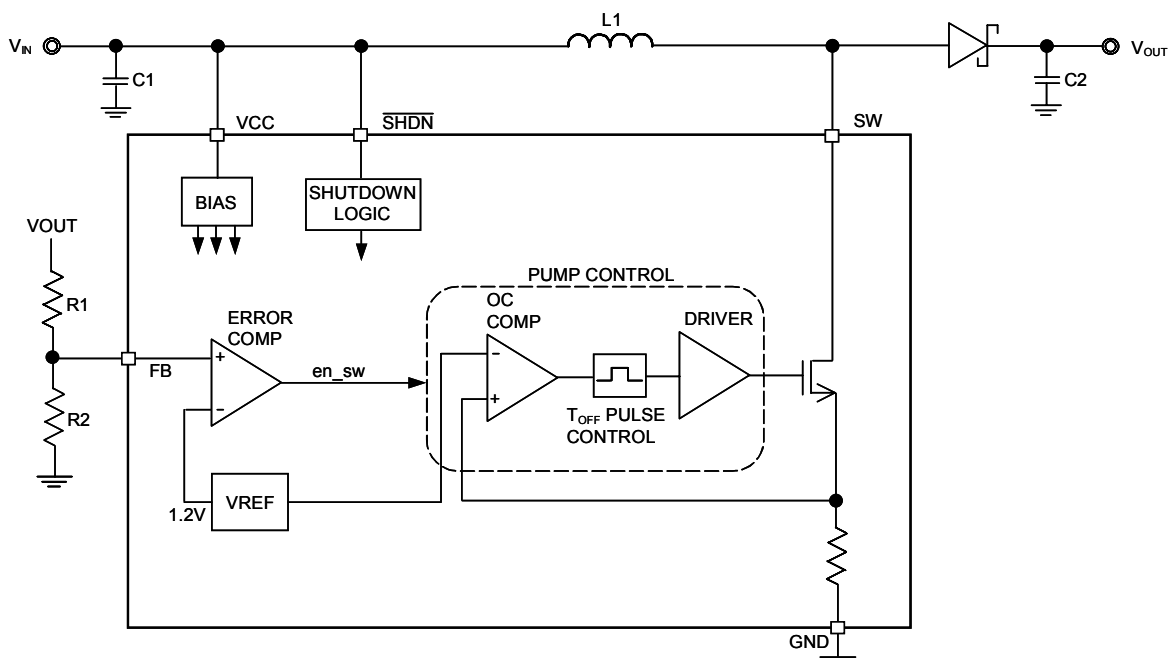 L1
VIN
VOUT
C1
C2
VCC
SHDN
SW
BIAS
SHUTDOWN
LOGIC
VOUT
R1
R2
FB
ERROR
COMP
en_sw
PUMP CONTROL
OC
COMP
DRIVER
TOFF PULSE
CONTROL
+
−
−
+
1.2V
VREF
GND